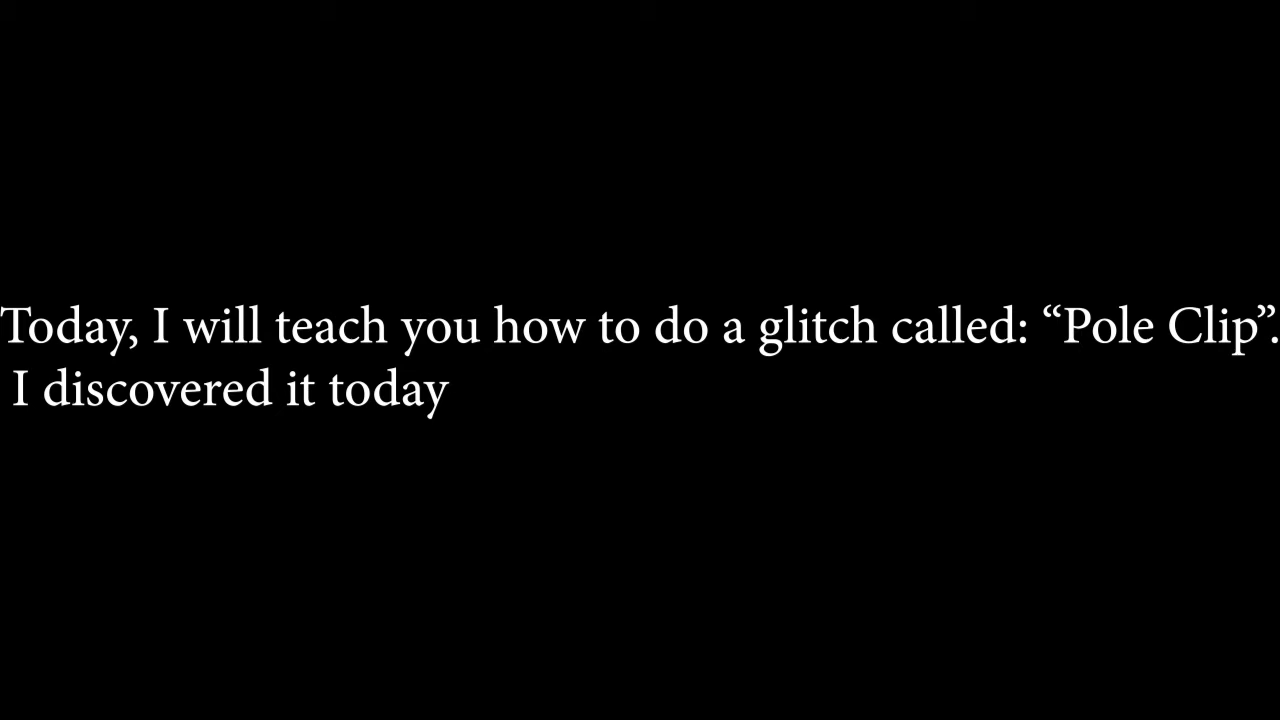 Today, I will teach you how to do a glitch called: “Pole Clip”.
I discovered it today